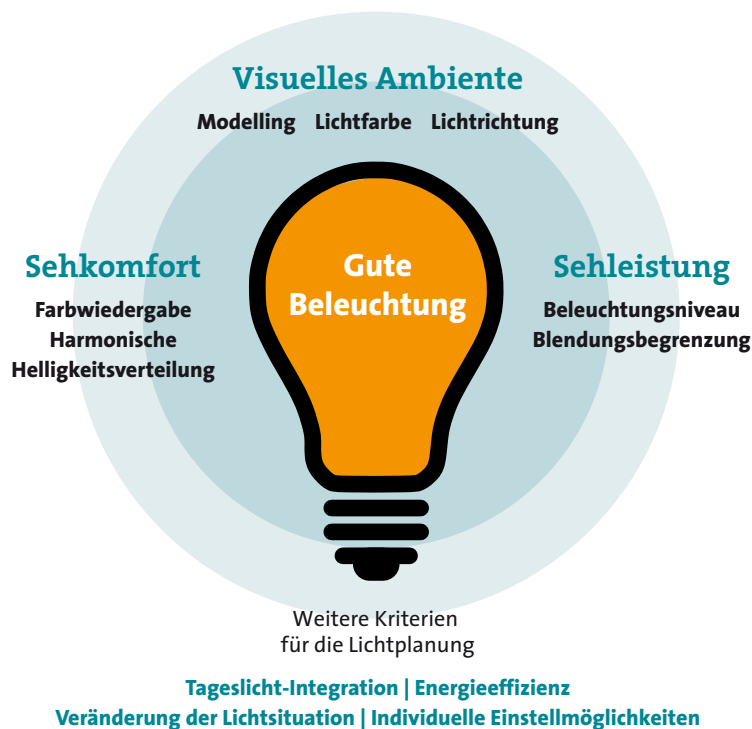 Visuelles Ambiente
Modelling Lichtfarbe Lichtrichtung
Sehkomfort
Farbwiedergabe
Harmonische
Helligkeitsverteilung
Gute
Beleuchtung
Sehleistung
Beleuchtungsniveau
Blendungsbegrenzung
Weitere Kriterien
für die Lichtplanung
Tageslicht-Integration | Energieeffizienz
Veränderung der Lichtsituation | Individuelle Einstellmöglichkeiten